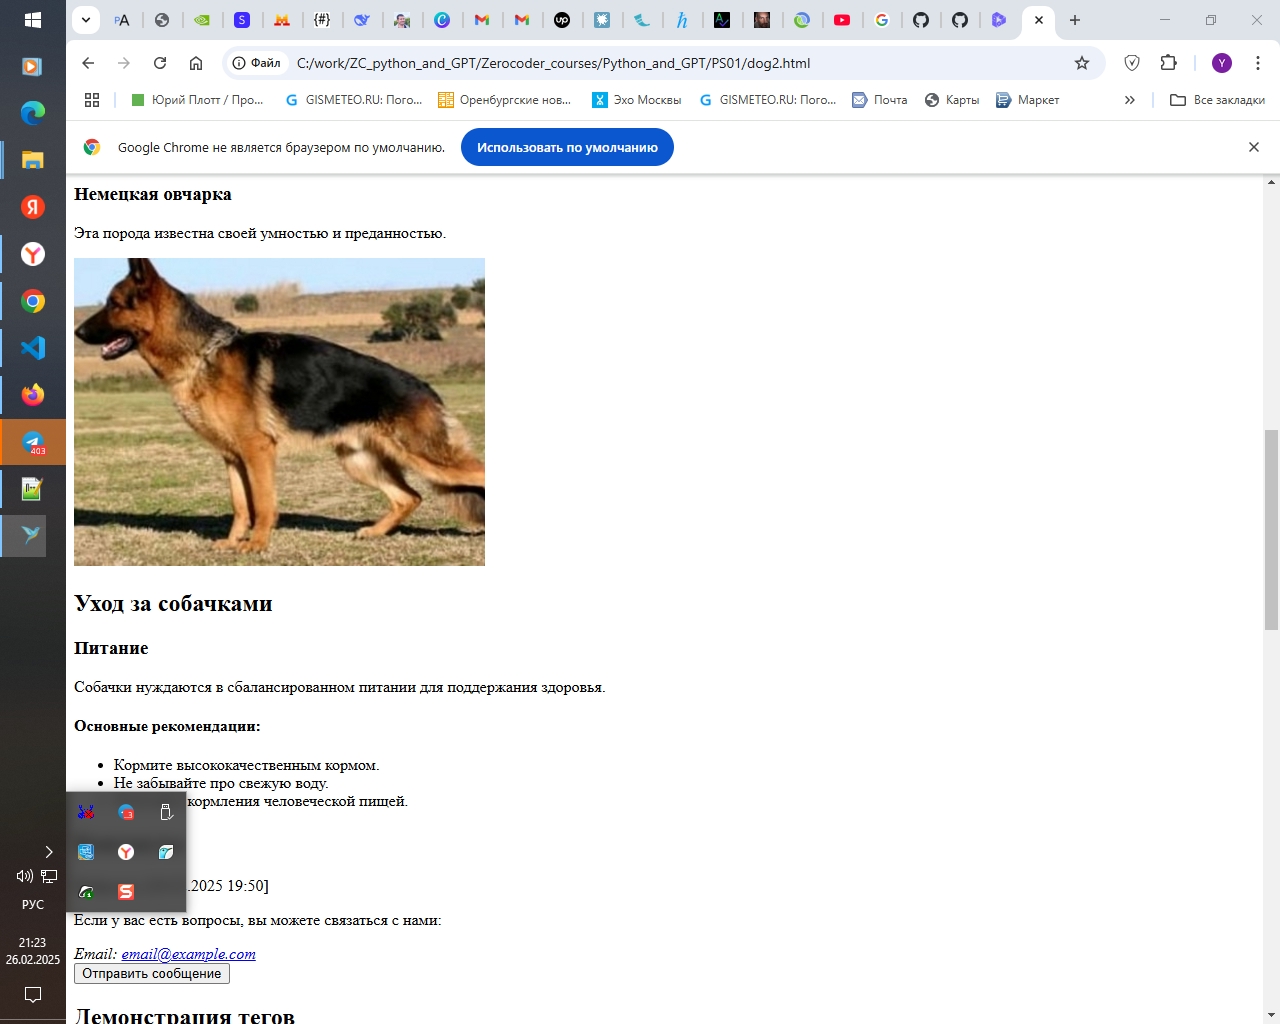 Файл
C:/work/ZC_python_and_GPT/Zerocoder_courses/Python_and_GPT/PS01/dog2.html
Юрий Плотт / Про...
GISMETEO.RU: Пого...
Оренбургские нов...
Эхо Москвы
GISMETEO.RU: Пого...
Почта
Карты
Маркет
Все закладки
Google Chrome не является браузером по умолчанию.
Использовать по умолчанию
Немецкая овчарка
Эта порода известна своей умностью и преданностью.
Уход за собачками
Питание
Собачки нуждаются в сбалансированном питании для поддержания здоровья.
Основные рекомендации:
Кормите высококачественным кормом.
Не забывайте про свежую воду.
кормления человеческой пищей.
.2025 19:50]
Если у вас есть вопросы, вы можете связаться с нами:
Email: email@example.com
Отправить сообщение
Демонстрация тегов
403
РУС
21:23
26.02.2025